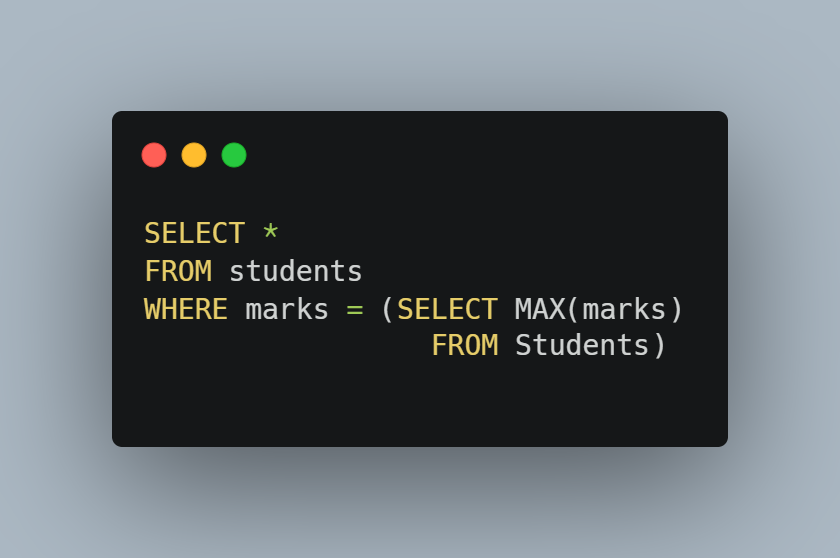 SELECT *
FROM students
WHERE marks = (SELECT MAX(marks)
FROM Students)